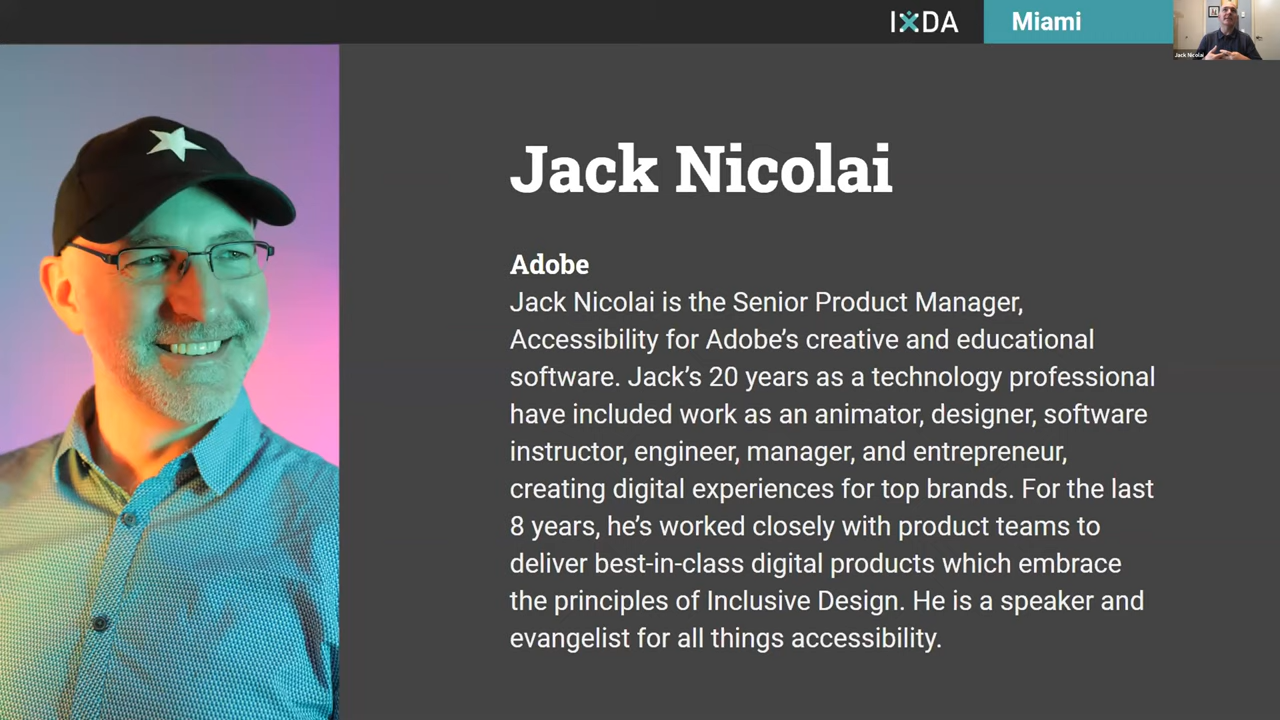 IXDA
Miami
Jack Nicolai
Jack Nicolai
Adobe
Jack Nicolai is the Senior Product Manager,
Accessibility for Adobe’s creative and educational
software. Jack’s 20 years as a technology professional
have included work as an animator, designer, software
instructor, engineer, manager, and entrepreneur,
creating digital experiences for top brands. For the last
8 years, he’s worked closely with product teams to
deliver best-in-class digital products which embrace
the principles of Inclusive Design. He is a speaker and
evangelist for all things accessibility.